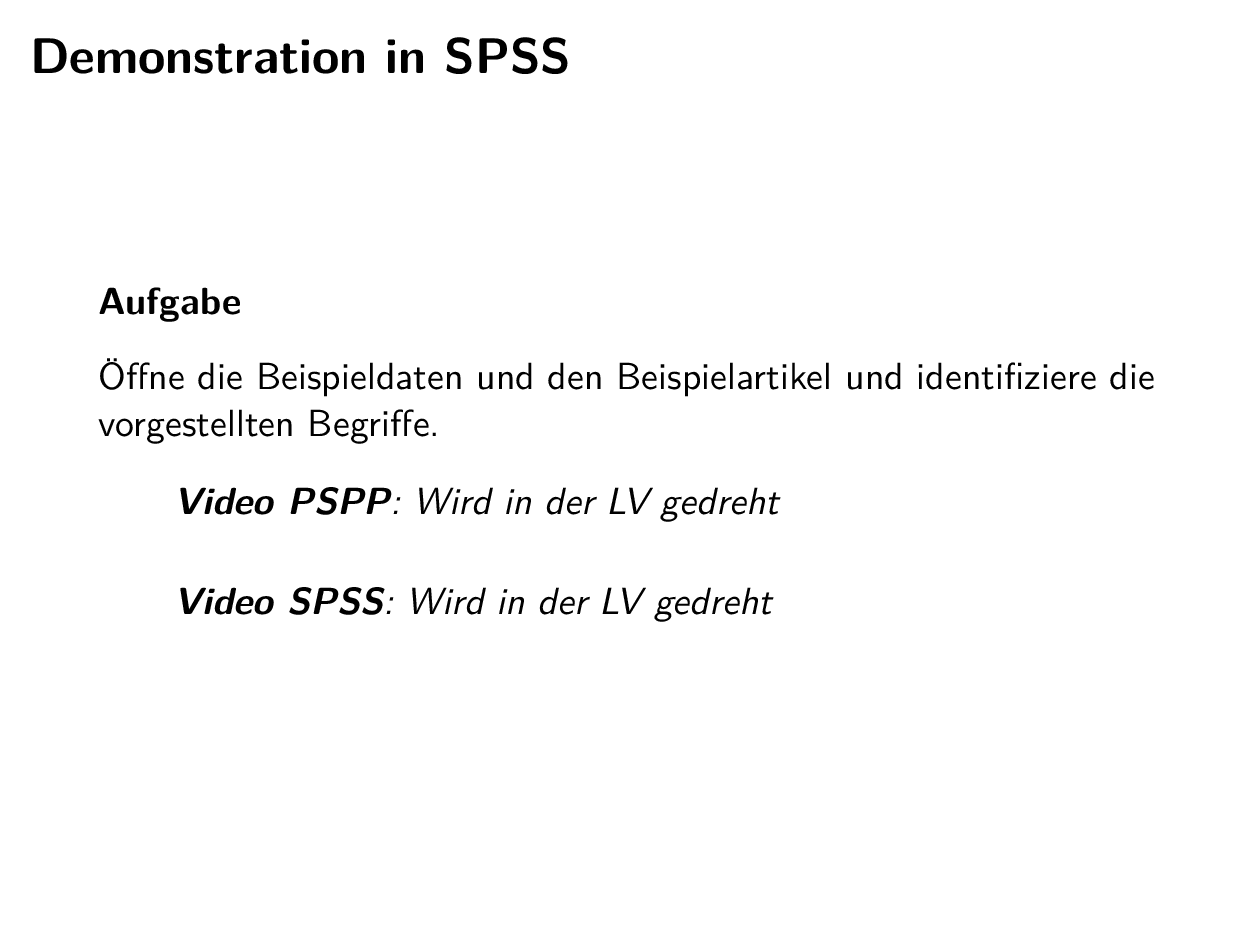 Demonstration in SPSS
Aufgabe
Öffne die Beispieldaten und den Beispielartikel und identifiziere die
vorgestellten Begriffe.
Video PSPP: Wird in der LV gedreht
Video SPSS: Wird in der LV gedreht